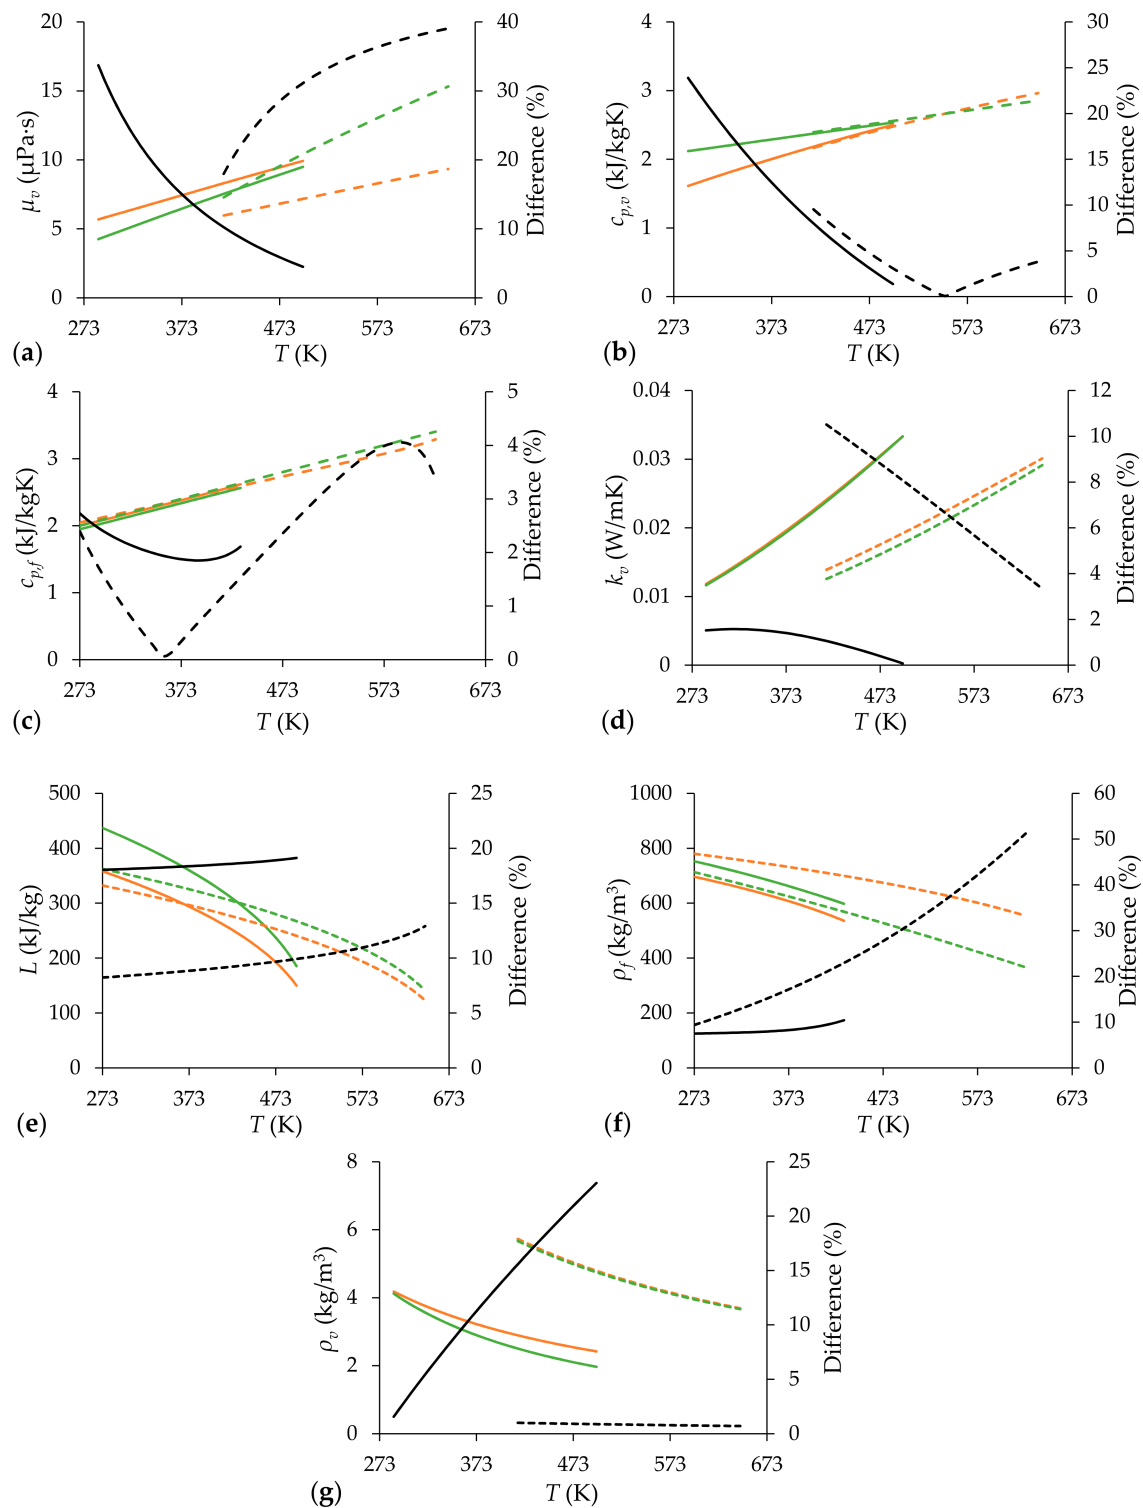 20 40 4 30
15 30 3 25
20
10 20 2 15
10
5 10 1 5
0 0 0 0
μv (μPa·s) Difference (%) cp,v (kJ/kgK) Difference (%)
273 373 473 573 673 273 373 473 573 673
(a) T (K) (b) T (K)
4 5 0.04 12
3 4 0.03 10
8
2 3 0.02 6
2
1 1 0.01 4
2
0 0 0 0
cp,f (kJ/kgK) Difference (%) kv (W/mK) Difference (%)
273 373 473 573 673 273 373 473 573 673
(c) T (K) (d) T (K)
500 25 1000 60
400 20 800 50
300 15 600 40
30
200 10 400 20
100 5 200 10
0 0 0 0
L (kJ/kg) Difference (%) ρf (kg/m³) Difference (%)
273 373 473 573 673 273 373 473 573 673
(e) T (K) (f) T (K)
8 25
6 20
4 15
10
2 5
0 0
ρv (kg/m³) Difference (%)
273 373 473 573 673
(g) T (K)